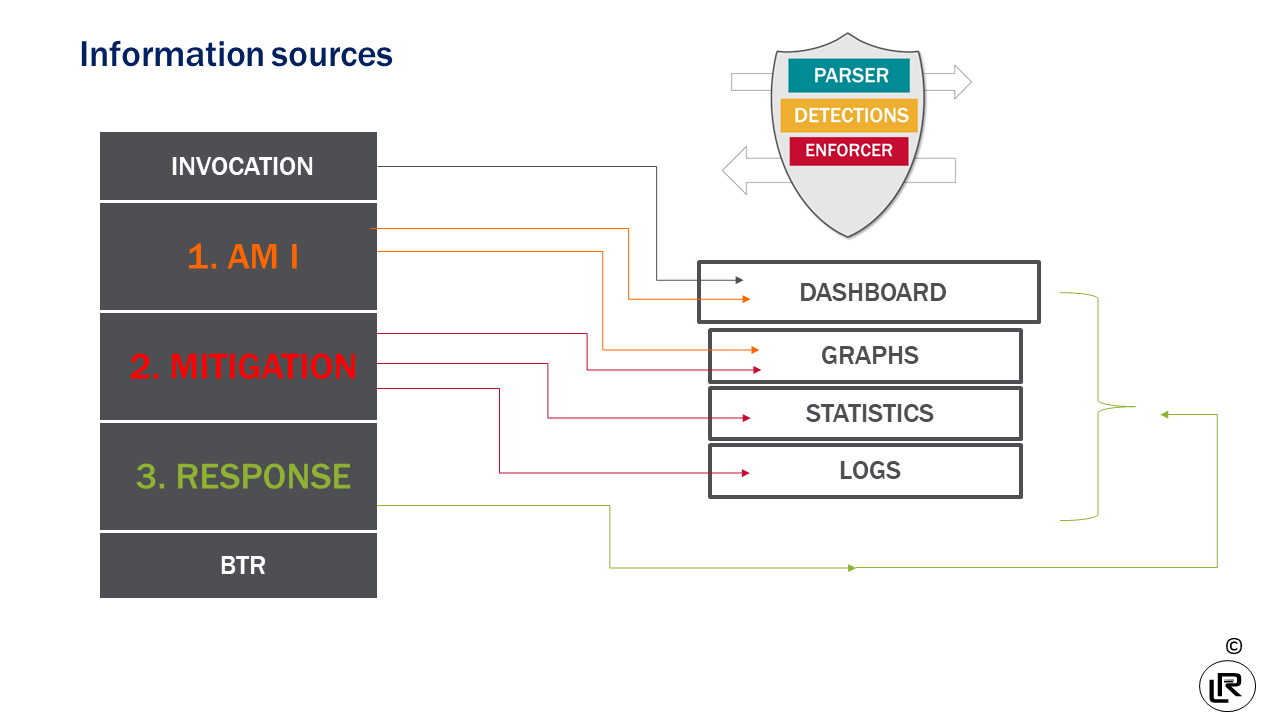 Information sources
PARSER
DETECTIONS
ENFORCER
INVOCATION
1. AM I
2. MITIGATION
3. RESPONSE
BTR
DASHBOARD
GRAPHS
STATISTICS
LOGS
©
LR